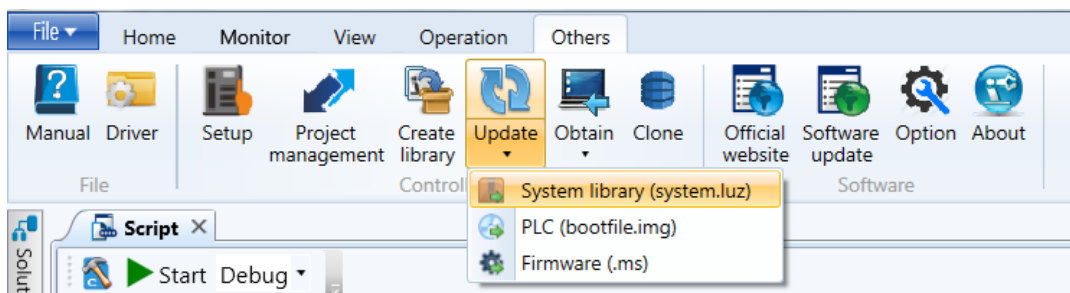 File
Home
Monitor
View
Operation
Others
Manual
Driver
Setup
Project
management
Create
library
Update
Obtain
Clone
Official
website
Software
update
Option
About
File
Control
Software
System library (system.luz)
PLC (bootfile.img)
Firmware (.ms)
Script
Solut
Start
Debug